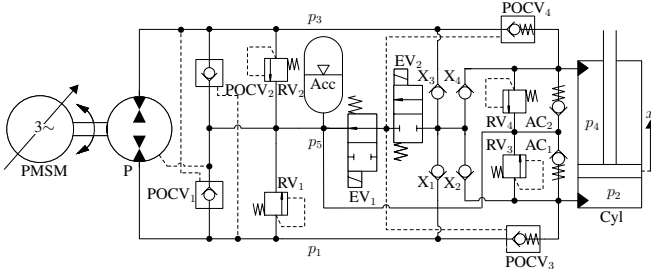 p3
POCV4
3~
PMSM
P
POCV2
RV2
Acc
EV2
X3
X4
p5
POCV1
RV1
EV1
X1
X2
RV4
AC2
RV3
AC1
p4
p2
Cyl
x
p1
POCV3